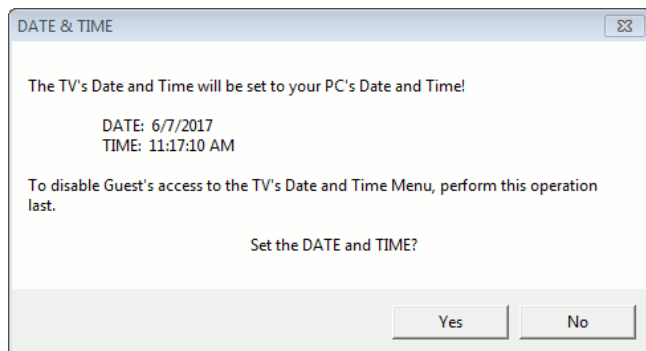 DATE & TIME
The TV's Date and Time will be set to your PC's Date and Time!
DATE: 6/7/2017
TIME: 11:17:10 AM
To disable Guest's access to the TV's Date and Time Menu, perform this operation
last.
Set the DATE and TIME?
Yes No